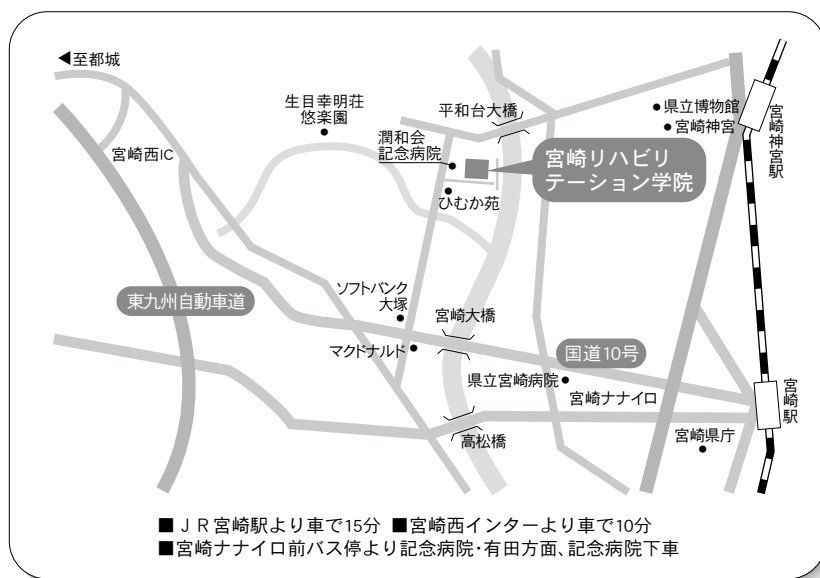 ◀至都城
生目幸明荘
悠楽園
平和台大橋
県立博物館
宮崎神宮
宮崎神宮駅
宮崎西IC
潤和会
記念病院
宮崎リハビリ
テーション学院
ひむか苑
東九州自動車道
ソフトバンク
大塚
宮崎大橋
マクドナルド
国道10号
県立宮崎病院
宮崎ナナイロ
宮崎駅
高松橋
宮崎県庁
■ＪＲ宮崎駅より車で15分 ■宮崎西インターより車で10分
■宮崎ナナイロ前バス停より記念病院・有田方面、記念病院下車